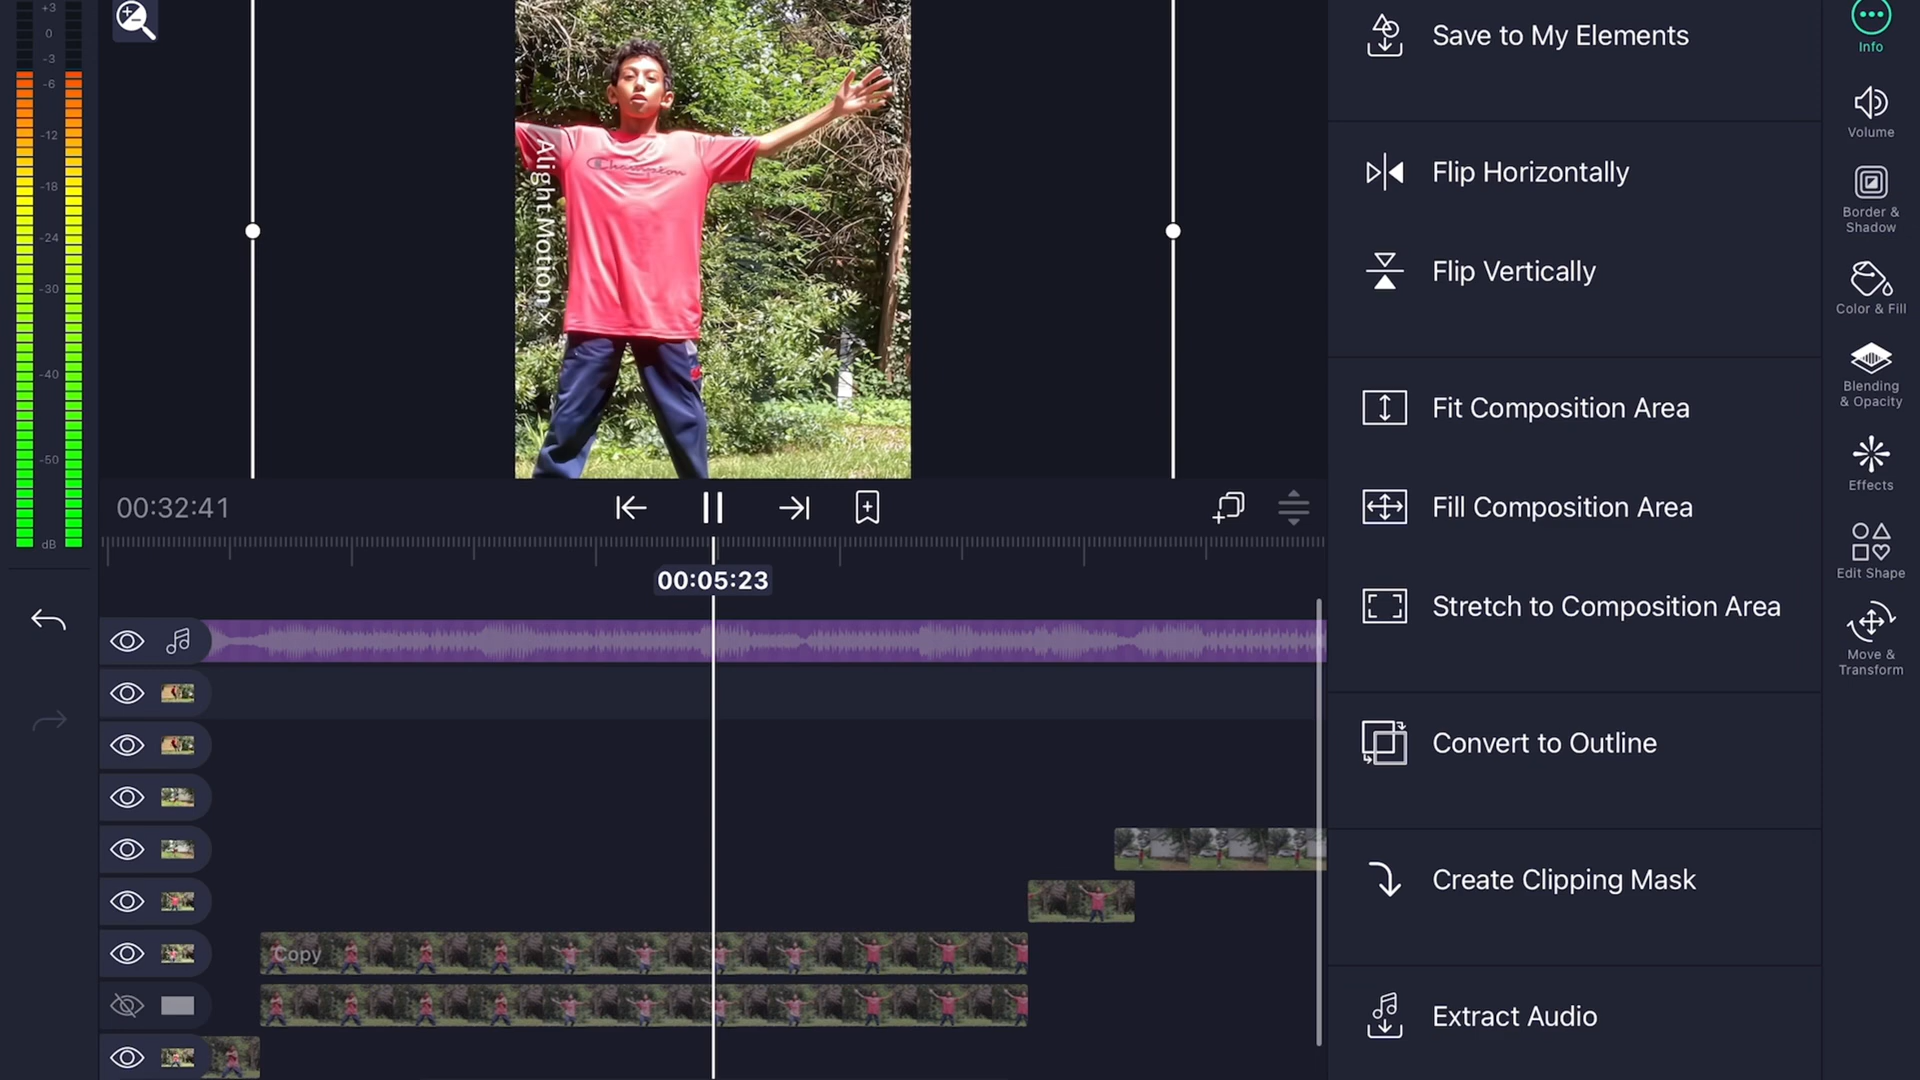 +3
0
-3
-6
-12
-18
-24
-30
-40
-50
dB
Champion
Alight Motion x
00:32:41
00:05:23
Copy
Save to My Elements
Flip Horizontally
Flip Vertically
Fit Composition Area
Fill Composition Area
Stretch to Composition Area
Convert to Outline
Create Clipping Mask
Extract Audio
Info
Volume
Border &
Shadow
Color & Fill
Blending
& Opacity
Effects
Edit Shape
Move &
Transform